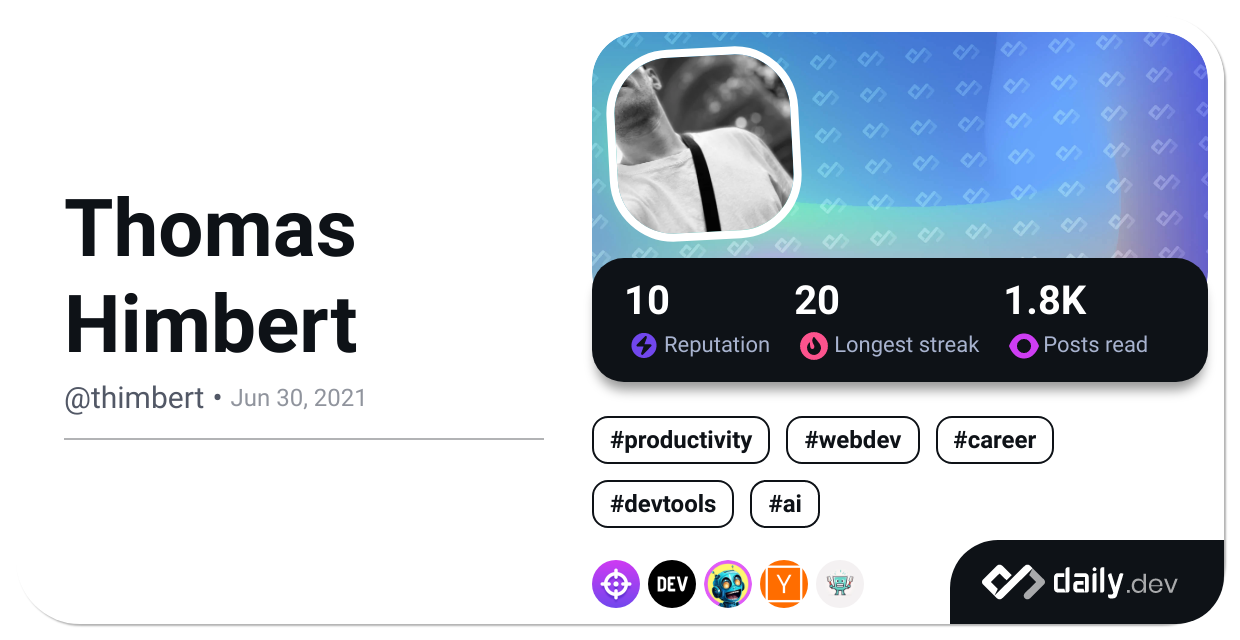 Thomas
Himbert
@thimbert • Jun 30, 2021
10 20 1.8K
Reputation Longest streak Posts read
#productivity #webdev #career
#devtools #ai
DEV Y
daily.dev